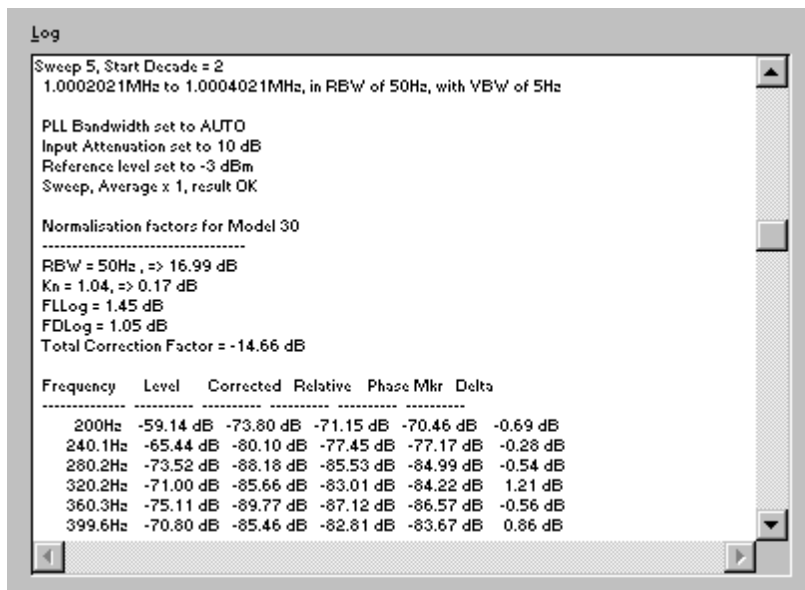 Log
Sweep 5, Start Decade = 2
1.0002021MHz to 1.0004021MHz, in RBW of 50Hz, with VBW of 5Hz
PLL Bandwidth set to AUTO
Input Attenuation set to 10 dB
Reference level set to -3 dBm
Sweep, Average x 1, result OK
Normalisation factors for Model 30
----------------------------------
RBW = 50Hz , => 16.99 dB
Kn = 1.04, => 0.17 dB
FLLog = 1.45 dB
FDLog = 1.05 dB
Total Correction Factor = -14.66 dB
Frequency Level Corrected Relative Phase Mkr Delta
-------------- ---------- ---------- ---------- ---------- ----------
200Hz -59.14 dB -73.80 dB -71.15 dB -70.46 dB -0.69 dB
240.1Hz -65.44 dB -80.10 dB -77.45 dB -77.17 dB -0.28 dB
280.2Hz -73.52 dB -88.18 dB -85.53 dB -84.99 dB -0.54 dB
320.2Hz -71.00 dB -85.66 dB -83.01 dB -84.22 dB 1.21 dB
360.3Hz -75.11 dB -89.77 dB -87.12 dB -86.57 dB -0.56 dB
399.6Hz -70.80 dB -85.46 dB -82.81 dB -83.67 dB 0.86 dB